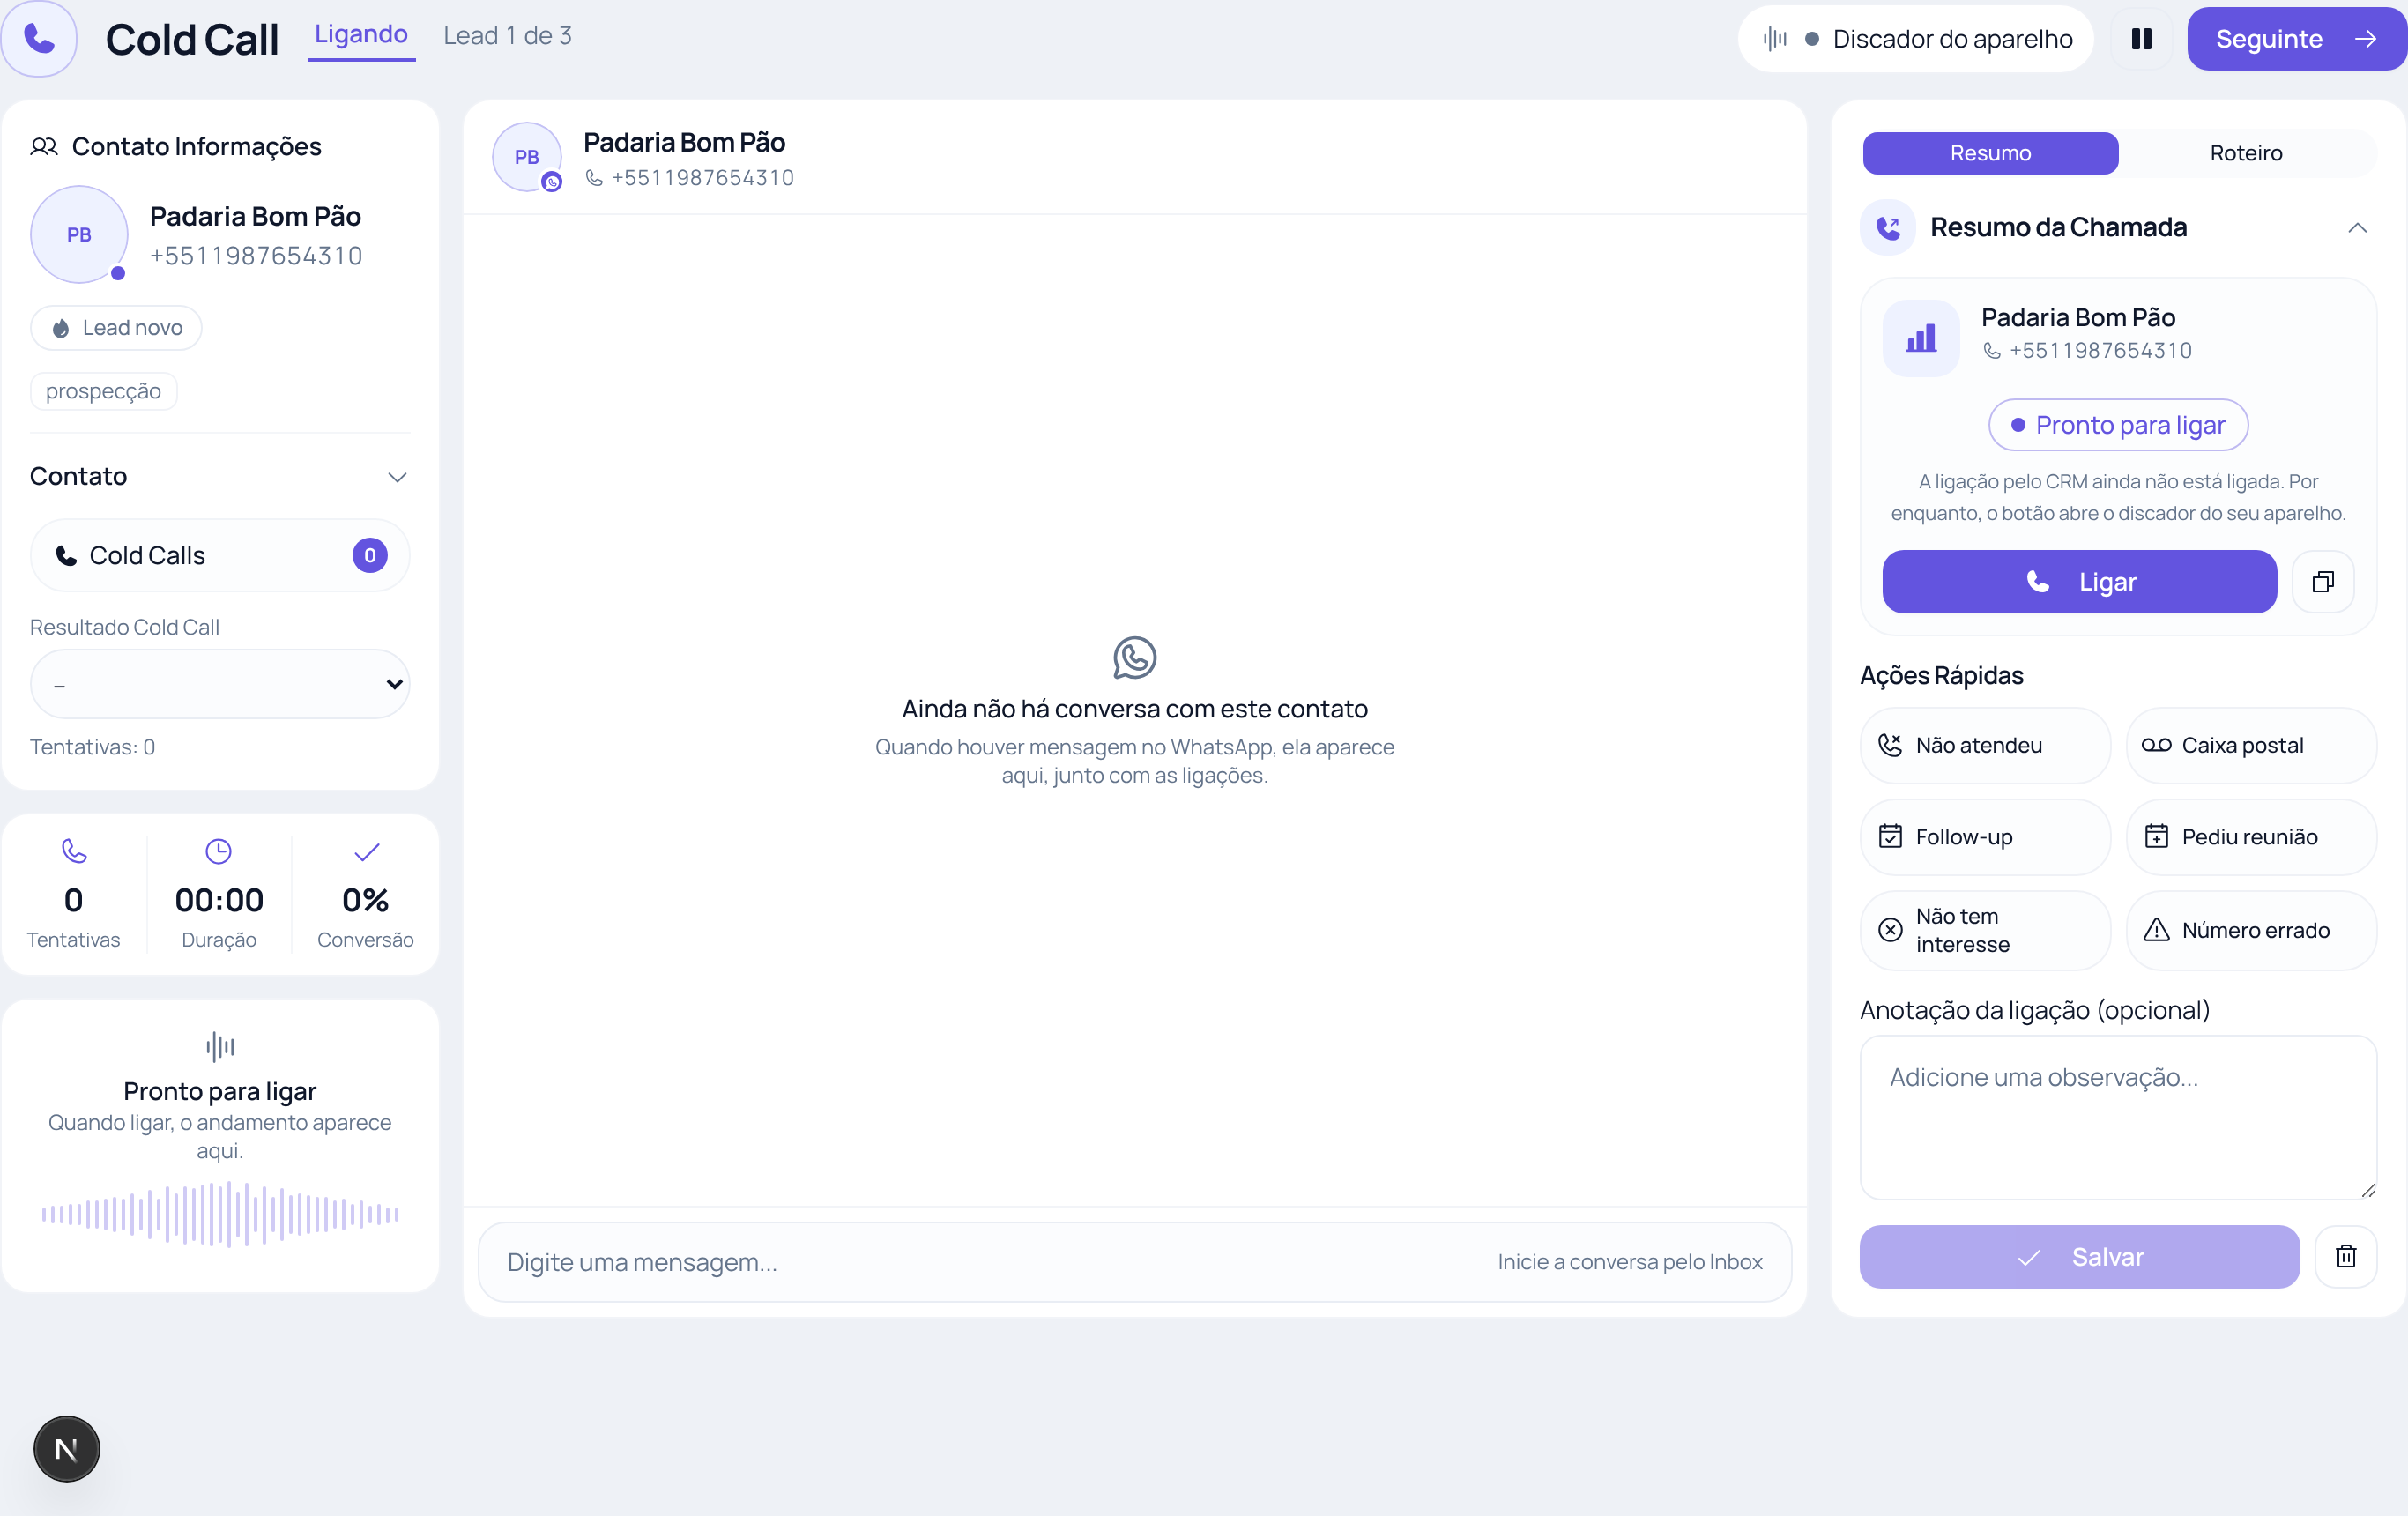 Cold Call
Ligando
Lead 1 de 3
Discador do aparelho
Seguinte
Contato Informações
PB
Padaria Bom Pão
+5511987654310
Lead novo
prospecção
Contato
Cold Calls
0
Resultado Cold Call
–
Tentativas: 0
0
Tentativas
00:00
Duração
0%
Conversão
Pronto para ligar
Quando ligar, o andamento aparece
aqui.
PB
Padaria Bom Pão
+5511987654310
Ainda não há conversa com este contato
Quando houver mensagem no WhatsApp, ela aparece
aqui, junto com as ligações.
Digite uma mensagem...
Inicie a conversa pelo Inbox
Resumo
Roteiro
Resumo da Chamada
Padaria Bom Pão
+5511987654310
Pronto para ligar
A ligação pelo CRM ainda não está ligada. Por
enquanto, o botão abre o discador do seu aparelho.
Ligar
Ações Rápidas
Não atendeu
Caixa postal
Follow-up
Pediu reunião
Não tem
interesse
Número errado
Anotação da ligação (opcional)
Adicione uma observação...
Salvar
N